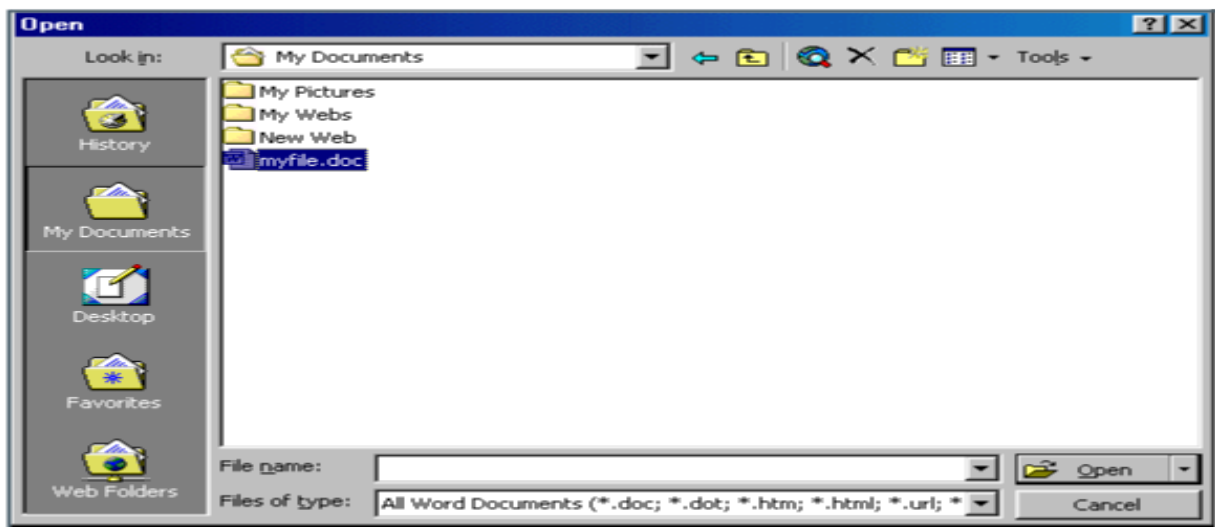 Open
Look in:
My Documents
Tools
History
My Documents
Desktop
Favorites
Web Folders
My Pictures
My Webs
New Web
myfile.doc
File name:
Open
Files of type:
All Word Documents (*.doc; *.dot; *.htm; *.html; *.url; *
Cancel